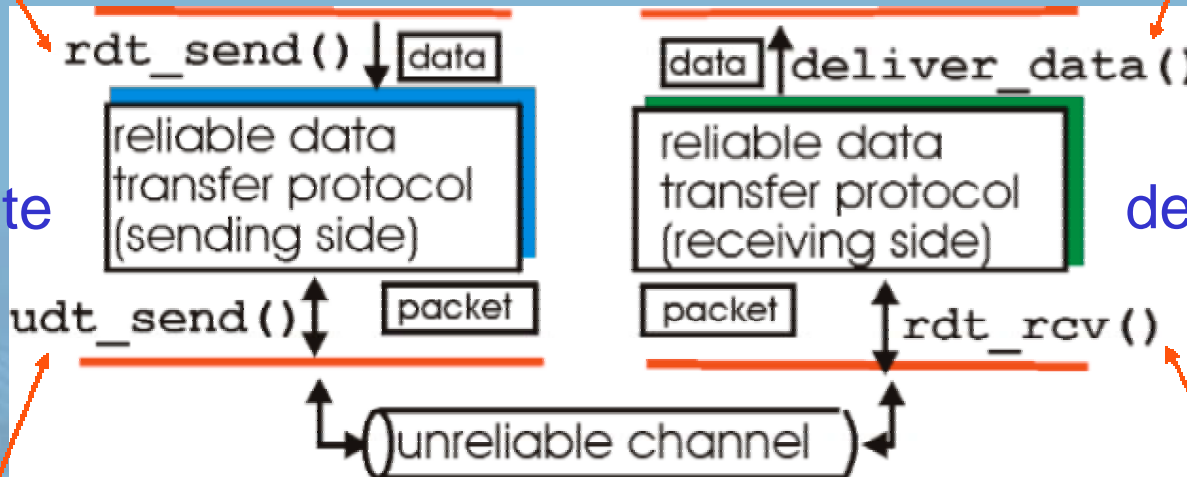 rdt_send()
data
data
deliver_data()
reliable data
transfer protocol
(sending side)
reliable data
transfer protocol
(receiving side)
te
de
udt_send()
packet
packet
rdt_rcv()
unreliable channel